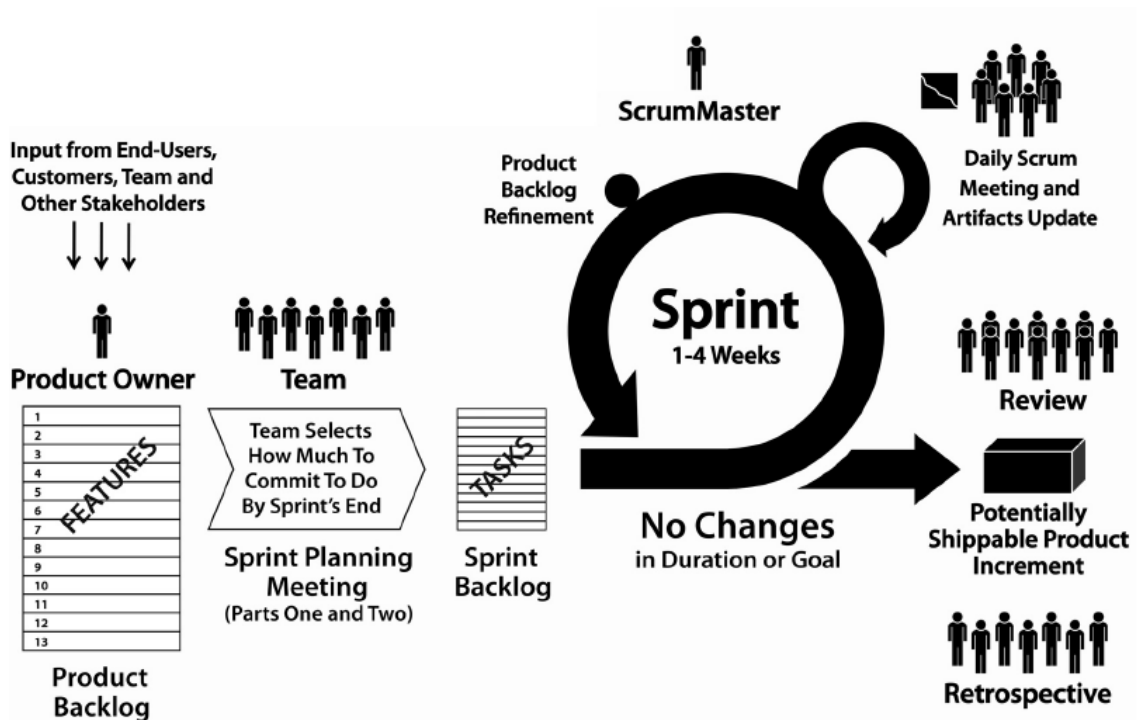 Input from End-Users,
Customers, Team and
Other Stakeholders
Product Owner
1
2
3
4
5
6
7
8
9
10
11
12
13
FEATURES
Product
Backlog
Team
Team Selects
How Much To
Commit To Do
By Sprint's End
Sprint Planning
Meeting
(Parts One and Two)
TASKS
Sprint
Backlog
Product
Backlog
Refinement
ScrumMaster
Sprint
1-4 Weeks
No Changes
in Duration or Goal
Daily Scrum
Meeting and
Artifacts Update
Review
Potentially
Shippable Product
Increment
Retrospective